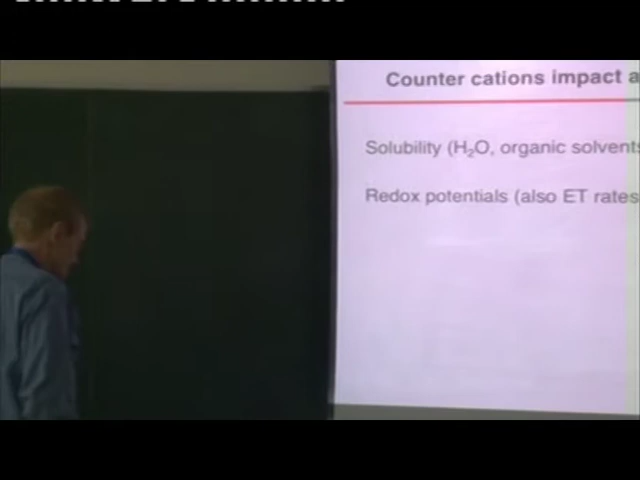 Counter cations impact a
Solubility (H₂O, organic solvents
Redox potentials (also ET rates